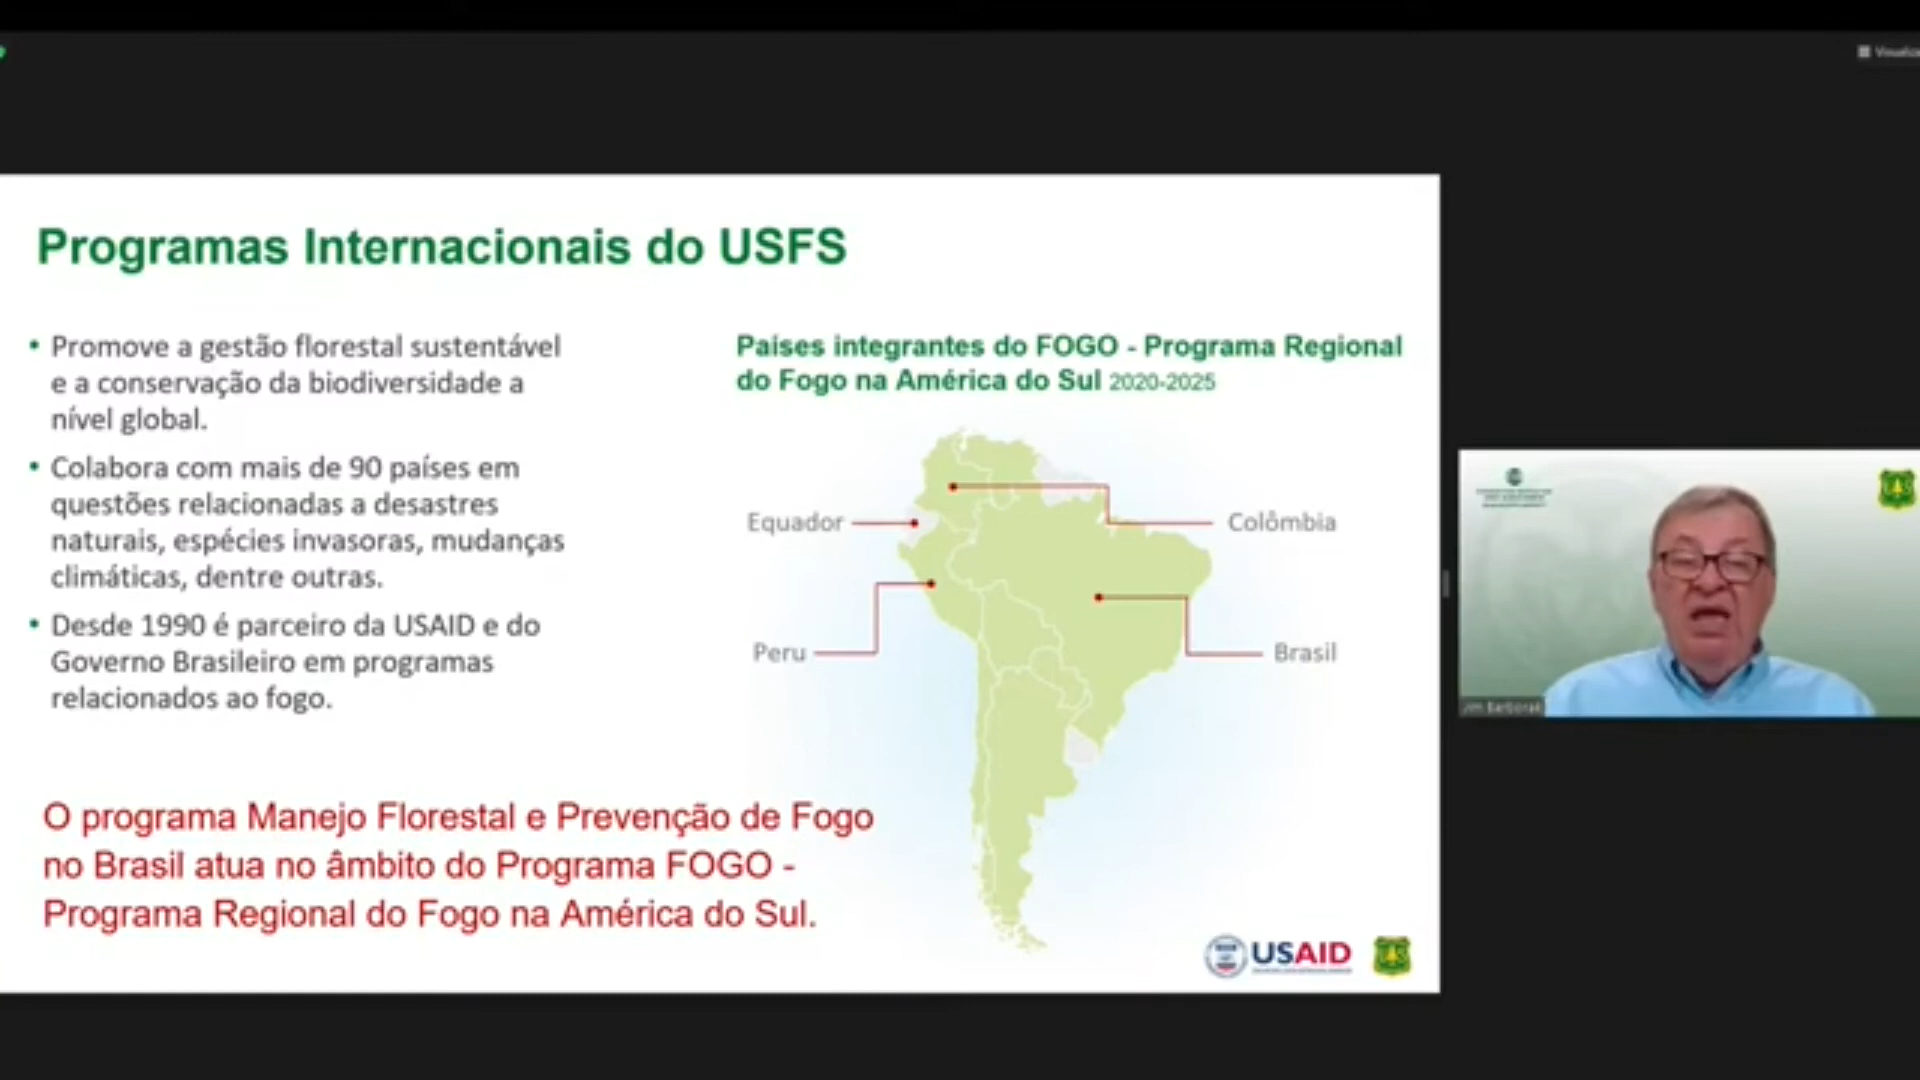 Programas Internacionais do USFS
• Promove a gestão florestal sustentável
e a conservação da biodiversidade a
nível global.
• Colabora com mais de 90 países em
questões relacionadas a desastres
naturais, espécies invasoras, mudanças
climáticas, dentre outras.
• Desde 1990 é parceiro da USAID e do
Governo Brasileiro em programas
relacionados ao fogo.
O programa Manejo Florestal e Prevenção de Fogo
no Brasil atua no âmbito do Programa FOGO -
Programa Regional do Fogo na América do Sul.
Países integrantes do FOGO - Programa Regional
do Fogo na América do Sul 2020-2025
Equador
Colômbia
Peru
Brasil
USAID
Jim Barborak